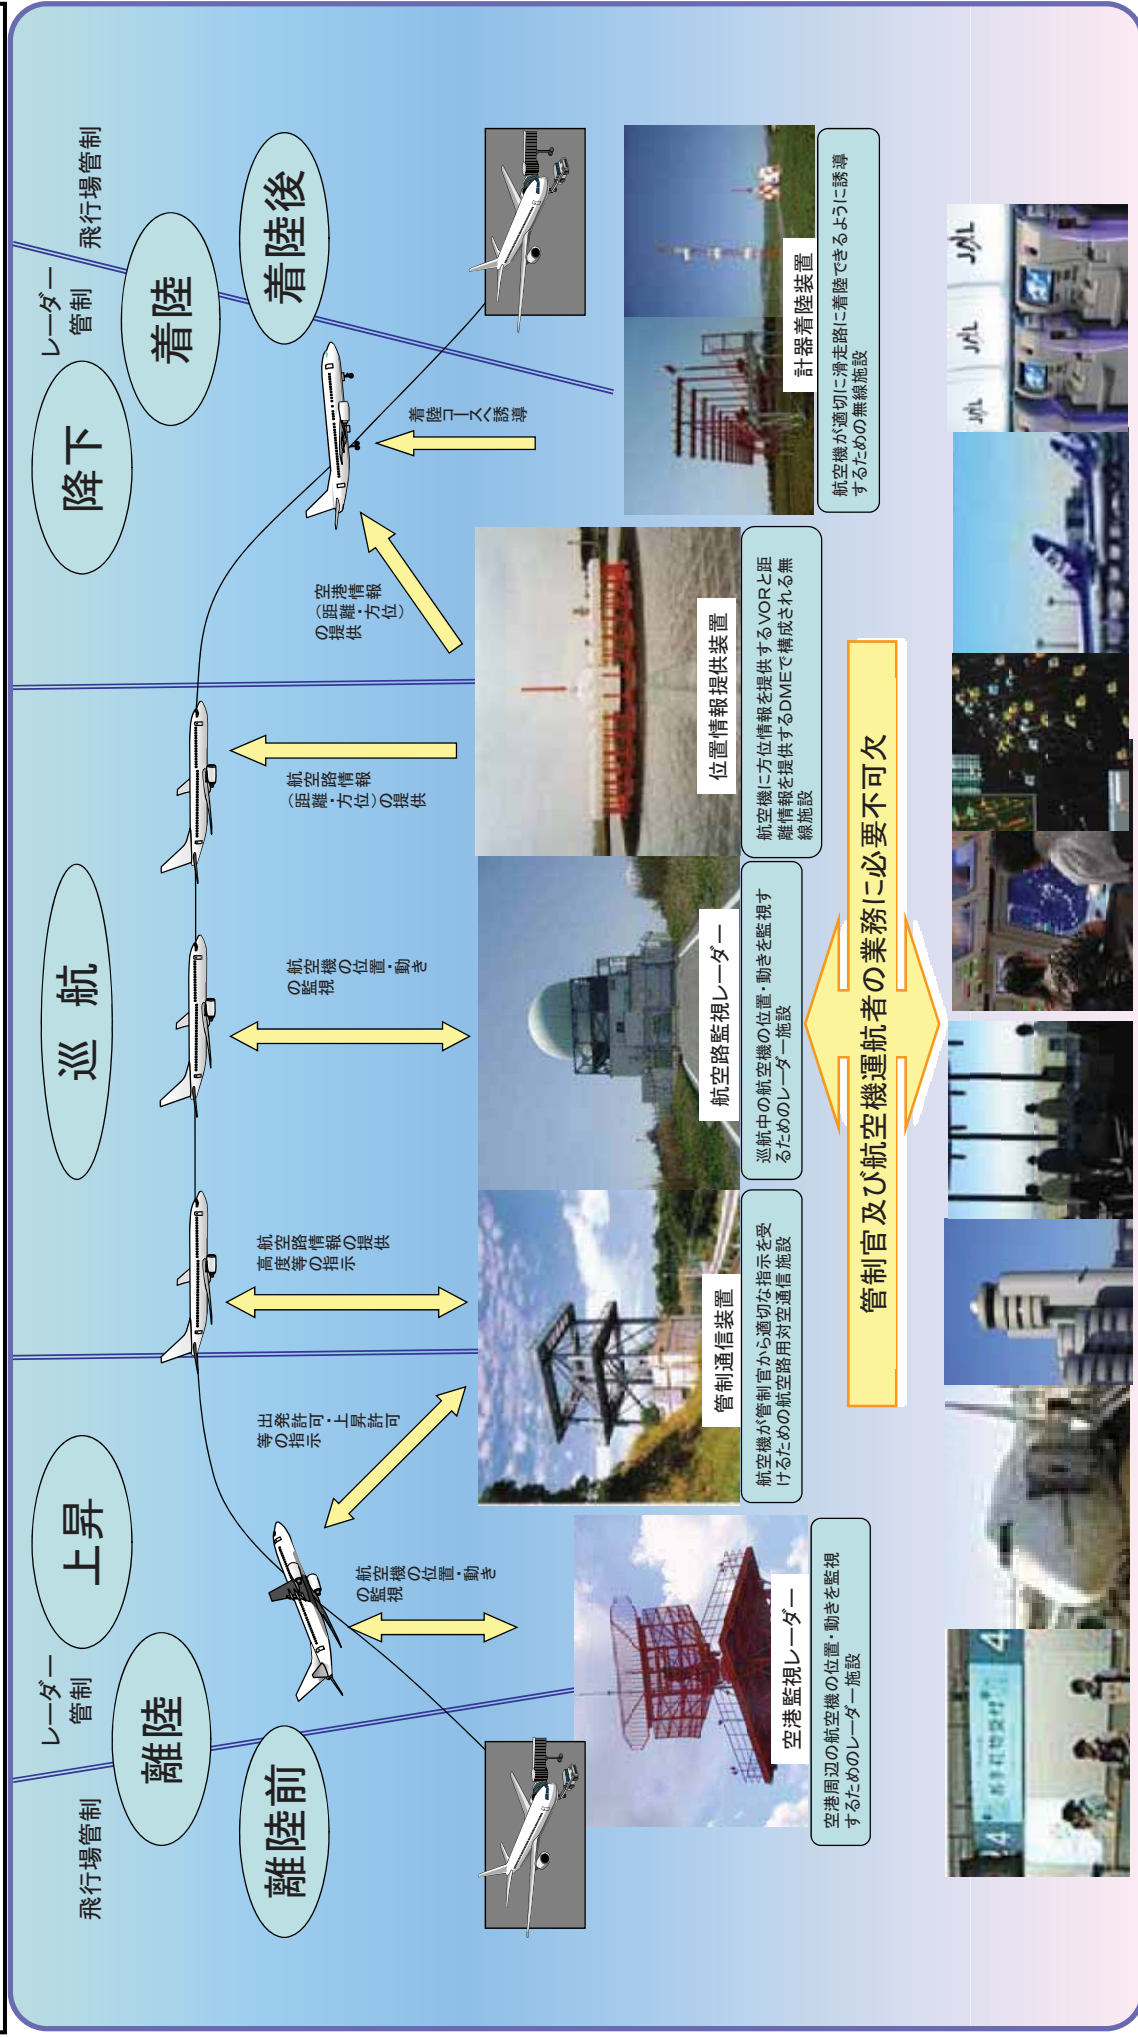 飛行場管制
レーダー
管制
レーダー
管制
飛行場管制
離陸前
離陸
上昇
巡 航
降下
着陸
着陸後
航空機の位置・動き
の監視
出発許可・上昇許可
等の指示
航空路情報の提供
高度等の指示
航空機の位置・動き
の監視
航空路情報
（距離・方位）の提供
空港情報
（距離・方位）
の提供
着陸コースへ誘導
空港監視レーダー
空港周辺の航空機の位置・動きを監視
するためのレーダー施設
管制通信装置
航空機が管制官から適切な指示を受
けるための航空路用対空通信施設
航空路監視レーダー
巡航中の航空機の位置・動きを監視す
るためのレーダー施設
位置情報提供装置
航空機に方位情報を提供するVORと距
離情報を提供するDMEで構成される無
線施設
計器着陸装置
航空機が適切に滑走路に着陸できるように誘導
するための無線施設
管制官及び航空機運航者の業務に必要不可欠
14
お手荷物受付
4
JAL
JAL
JAL